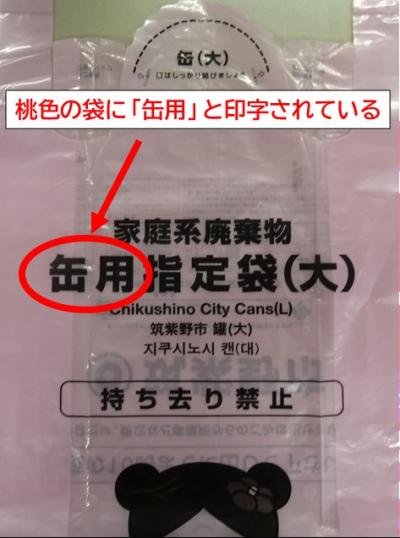 缶(大)
口はしっかり結びましょう
桃色の袋に「缶用」と印字されている
家庭系廃棄物
缶用指定袋(大)
Chikushino City Cans(L)
筑紫野市 罐(大)
지쿠시노시 캔(대)
持ち去り禁止